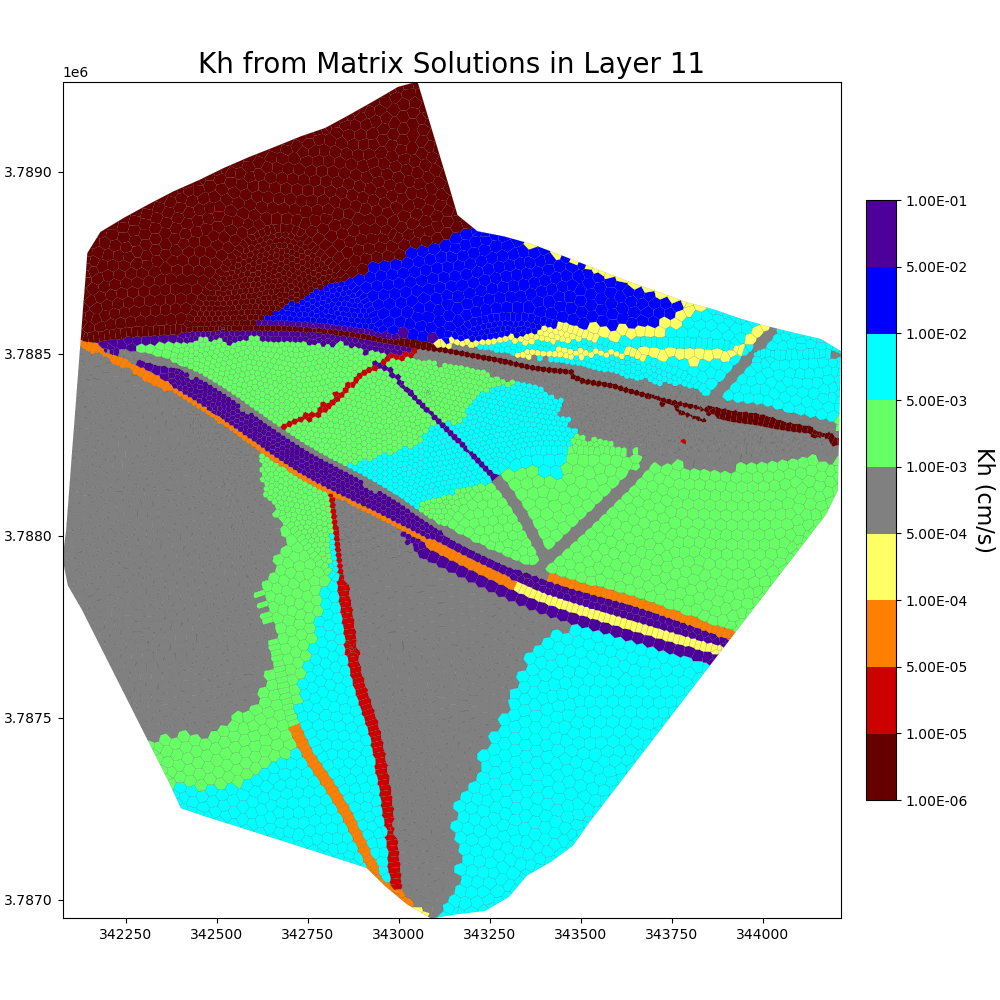 Kh from Matrix Solutions in Layer 11
1e6
3.7890
3.7885
3.7880
3.7875
3.7870
342250 342500 342750 343000 343250 343500 343750 344000
1.00E-01
5.00E-02
1.00E-02
5.00E-03
1.00E-03
5.00E-04
1.00E-04
5.00E-05
1.00E-05
1.00E-06
Kh (cm/s)